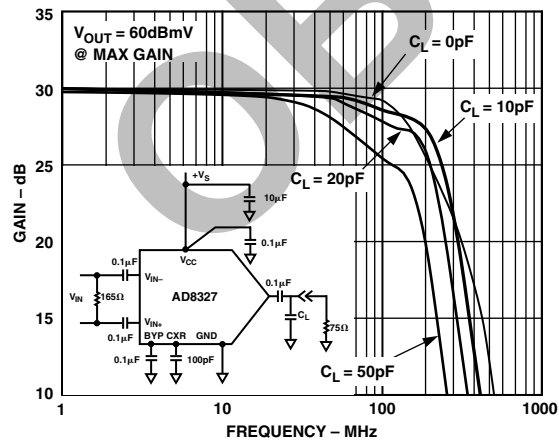 V_OUT = 60dBmV
@ MAX GAIN
C_L = 0pF
C_L = 10pF
C_L = 20pF
C_L = 50pF
35
30
25
20
15
10
GAIN – dB
+V_S
10µF
0.1µF
V_CC
0.1µF
V_IN–
V_IN
165Ω
AD8327
0.1µF
V_IN+
C_L
75Ω
0.1µF
BYP CXR GND
0.1µF
100pF
1
10
100
1000
FREQUENCY – MHz